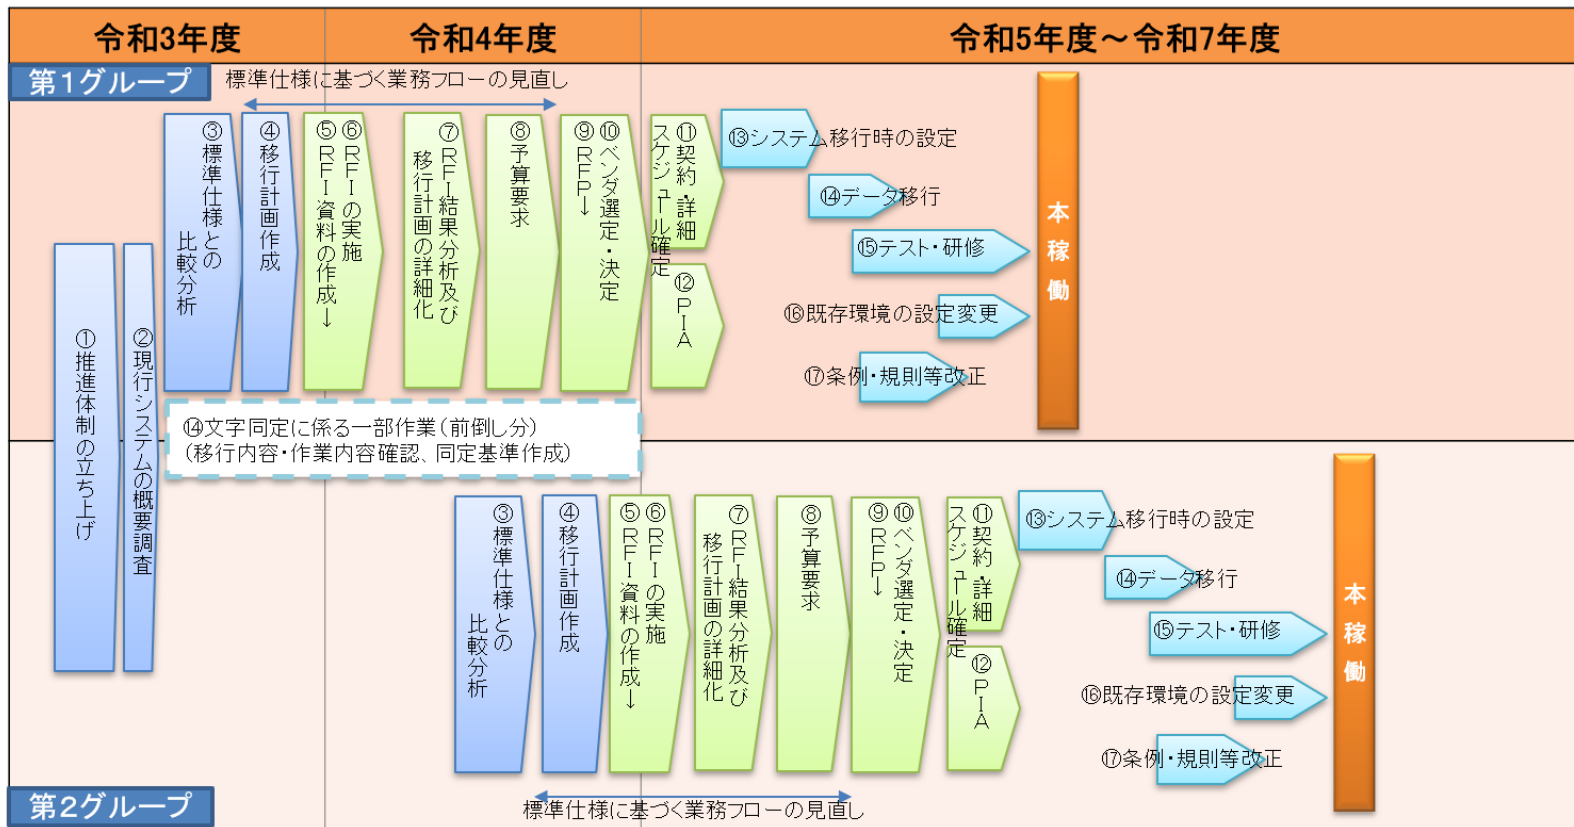 令和3年度
令和4年度
令和5年度～令和7年度
第1グループ
標準仕様に基づく業務フローの見直し
①推進体制の立ち上げ
②現行システムの概要調査
③標準仕様との
比較分析
④移行計画作成
⑥RFIの実施
⑤RFI資料の作成→
⑦RFI結果分析及び
移行計画の詳細化
⑧予算要求
⑩ベンダ選定・決定
⑨RFP→
⑪契約・詳細
スケジュール確定
⑫PIA
⑬システム移行時の設定
⑭データ移行
⑮テスト・研修
⑯既存環境の設定変更
⑰条例・規則等改正
本稼働
⑭文字同定に係る一部作業（前倒し分）
（移行内容・作業内容確認、同定基準作成）
③標準仕様との
比較分析
④移行計画作成
⑥RFIの実施
⑤RFI資料の作成→
⑦RFI結果分析及び
移行計画の詳細化
⑧予算要求
⑩ベンダ選定・決定
⑨RFP→
⑪契約・詳細
スケジュール確定
⑫PIA
⑬システム移行時の設定
⑭データ移行
⑮テスト・研修
⑯既存環境の設定変更
⑰条例・規則等改正
本稼働
第2グループ
標準仕様に基づく業務フローの見直し